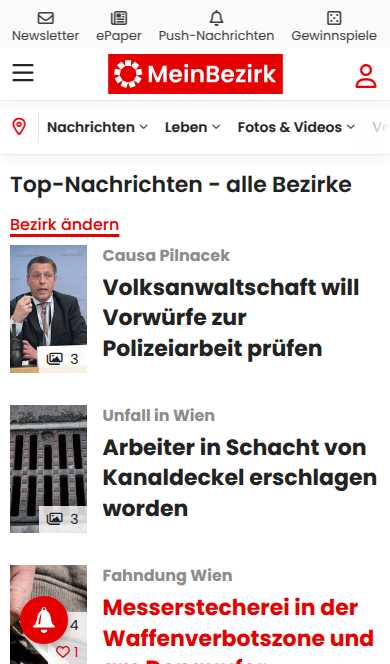 Newsletter ePaper Push-Nachrichten Gewinnspiele
MeinBezirk
Nachrichten Leben Fotos & Videos
Top-Nachrichten - alle Bezirke
Bezirk ändern
Causa Pilnacek
Volksanwaltschaft will
Vorwürfe zur
Polizeiarbeit prüfen
3
Unfall in Wien
Arbeiter in Schacht von
Kanaldeckel erschlagen
worden
3
Fahndung Wien
Messerstecherei in der
Waffenverbotszone und
4
1